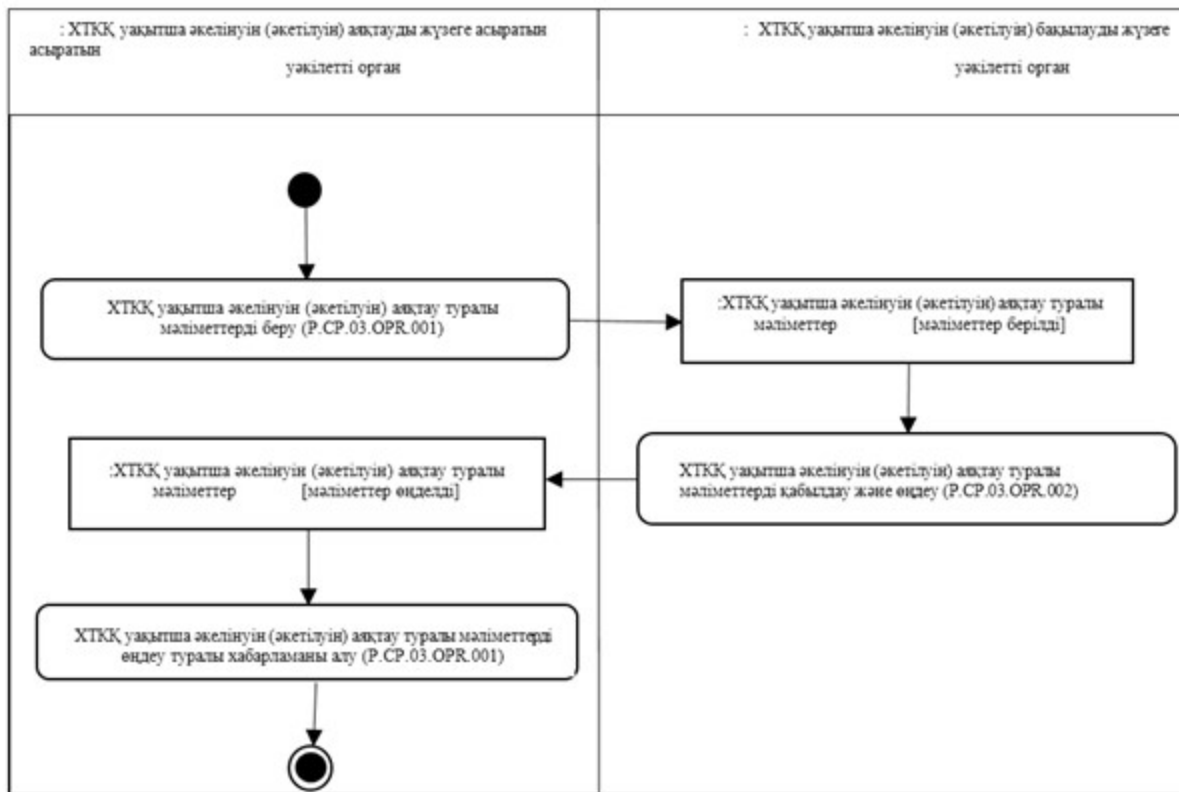 : ХТКҚ уақытша әкелінуін (әкетілуін) аяқтауды жүзеге асыратын
асыратын
уәкілетті орган
: ХТКҚ уақытша әкелінуін (әкетілуін) бақылауды жүзеге
уәкілетті орган
ХТКҚ уақытша әкелінуін (әкетілуін) аяқтау туралы
мәліметтерді беру (P.CP.03.OPR.001)
:ХТКҚ уақытша әкелінуін (әкетілуін) аяқтау туралы
мәліметтер [мәліметтер берілді]
:ХТКҚ уақытша әкелінуін (әкетілуін) аяқтау туралы
мәліметтер [мәліметтер өңделді]
ХТКҚ уақытша әкелінуін (әкетілуін) аяқтау туралы
мәліметтерді қабылдау және өңдеу (P.CP.03.OPR.002)
ХТКҚ уақытша әкелінуін (әкетілуін) аяқтау туралы мәліметтерді
өңдеу туралы хабарламаны алу (P.CP.03.OPR.001)